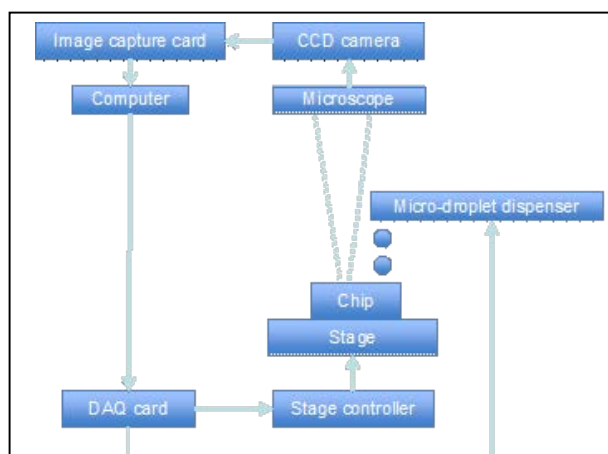 Image capture card
CCD camera
Computer
Microscope
Micro-droplet dispenser
Chip
Stage
DAQ card
Stage controller